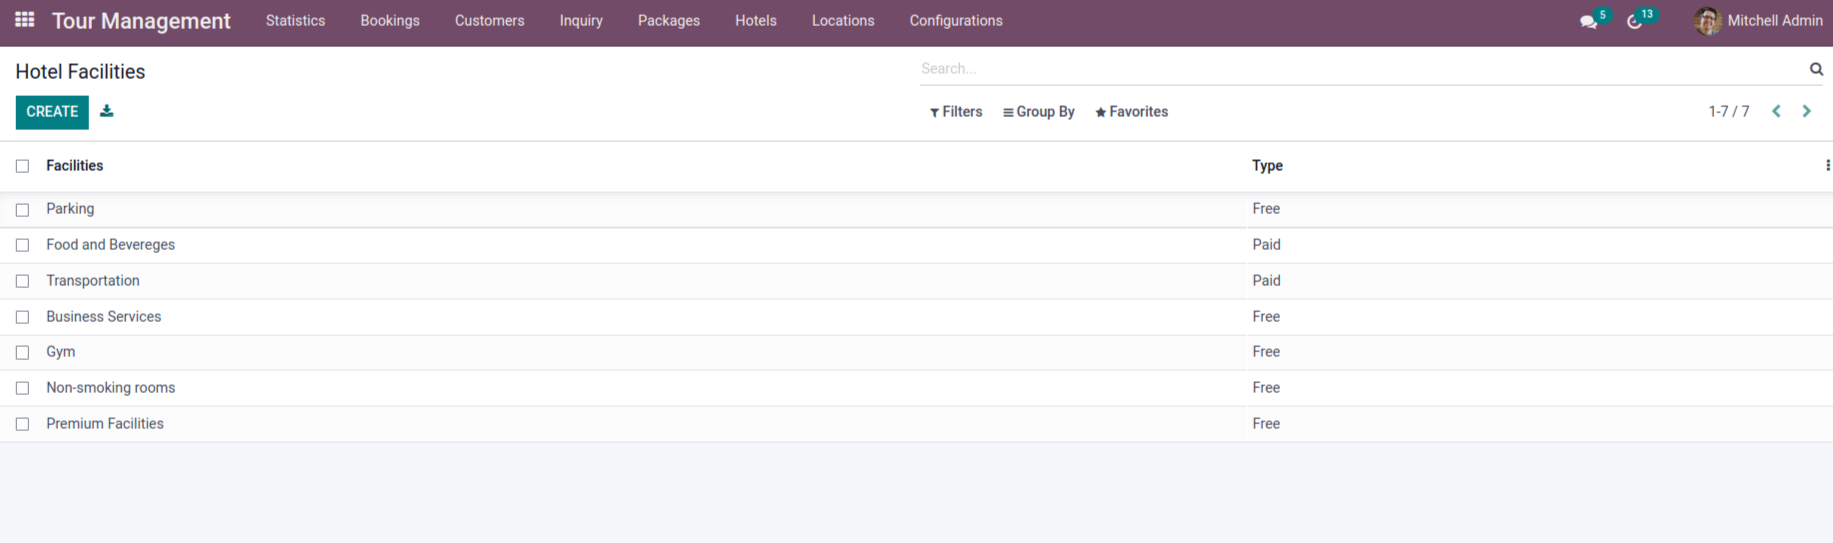 Tour Management Statistics Bookings Customers Inquiry Packages Hotels Locations Configurations 5 13 Mitchell Admin
Hotel Facilities Search...
CREATE Filters Group By Favorites 1-7 / 7
Facilities Type
Parking Free
Food and Bevereges Paid
Transportation Paid
Business Services Free
Gym Free
Non-smoking rooms Free
Premium Facilities Free